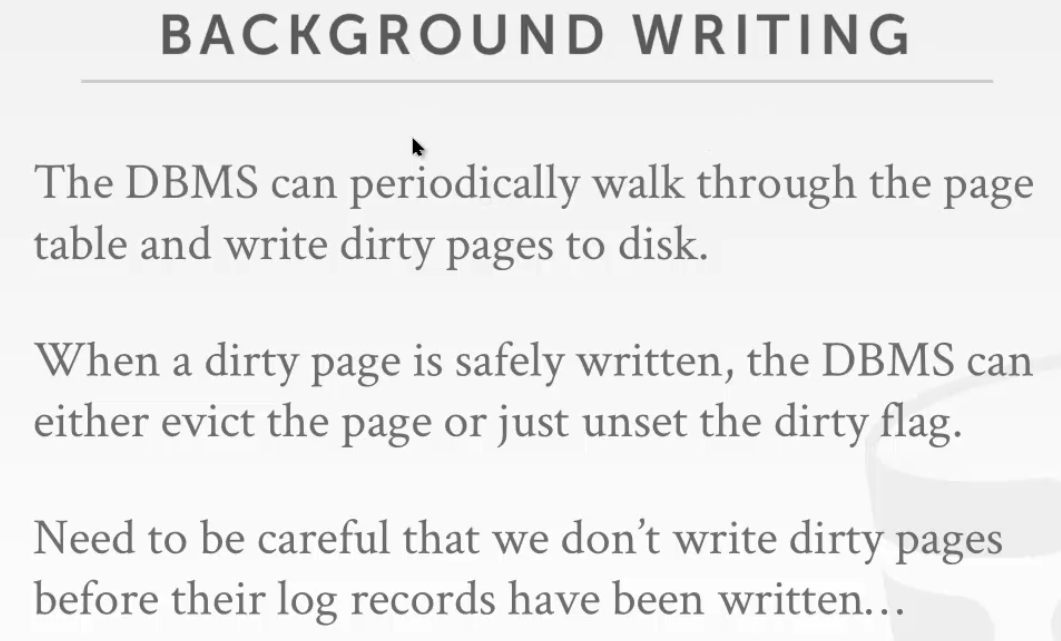 BACKGROUND WRITING
The DBMS can periodically walk through the page
table and write dirty pages to disk.
When a dirty page is safely written, the DBMS can
either evict the page or just unset the dirty flag.
Need to be careful that we don’t write dirty pages
before their log records have been written…